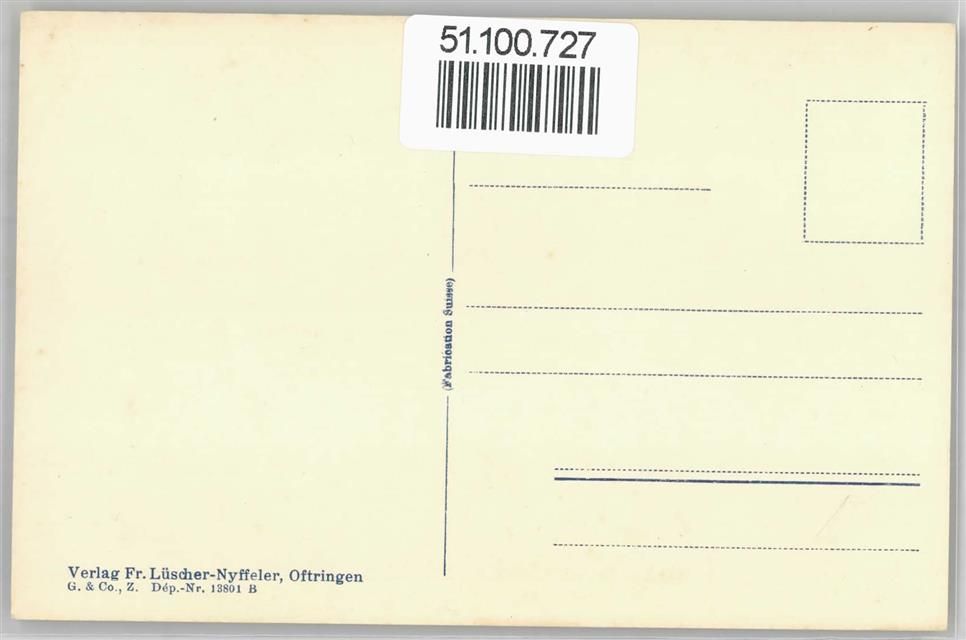 51.100.727
(Fabrication Suisse)
Verlag Fr. Lüscher-Nyffeler, Oftringen
G. & Co., Z. Dép.-Nr. 13801 B